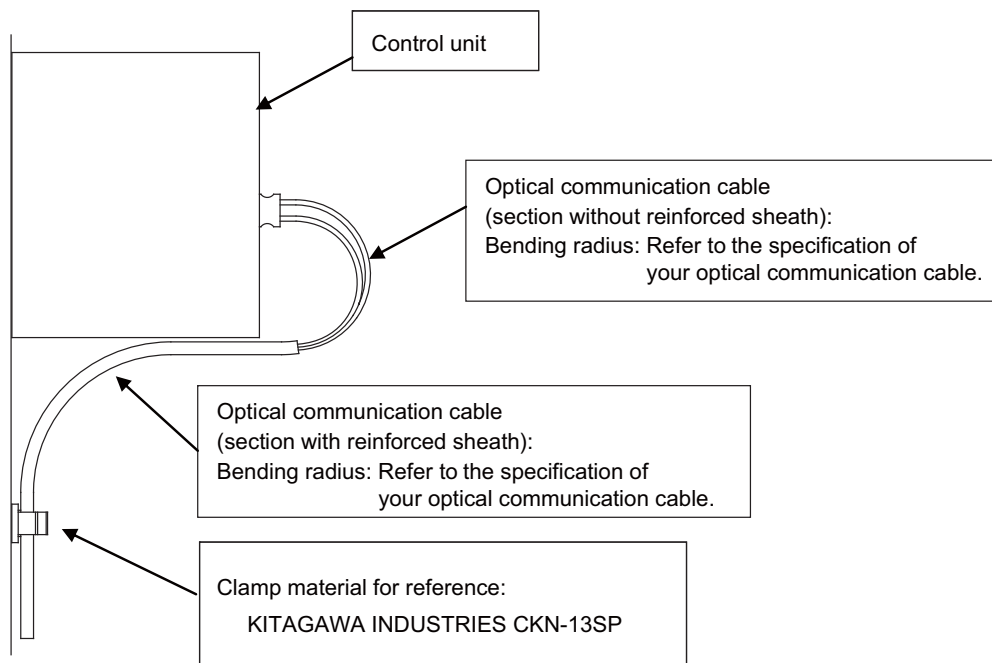 Control unit
Optical communication cable
(section without reinforced sheath):
Bending radius: Refer to the specification of
your optical communication cable.
Optical communication cable
(section with reinforced sheath):
Bending radius: Refer to the specification of
your optical communication cable.
Clamp material for reference:
KITAGAWA INDUSTRIES CKN-13SP